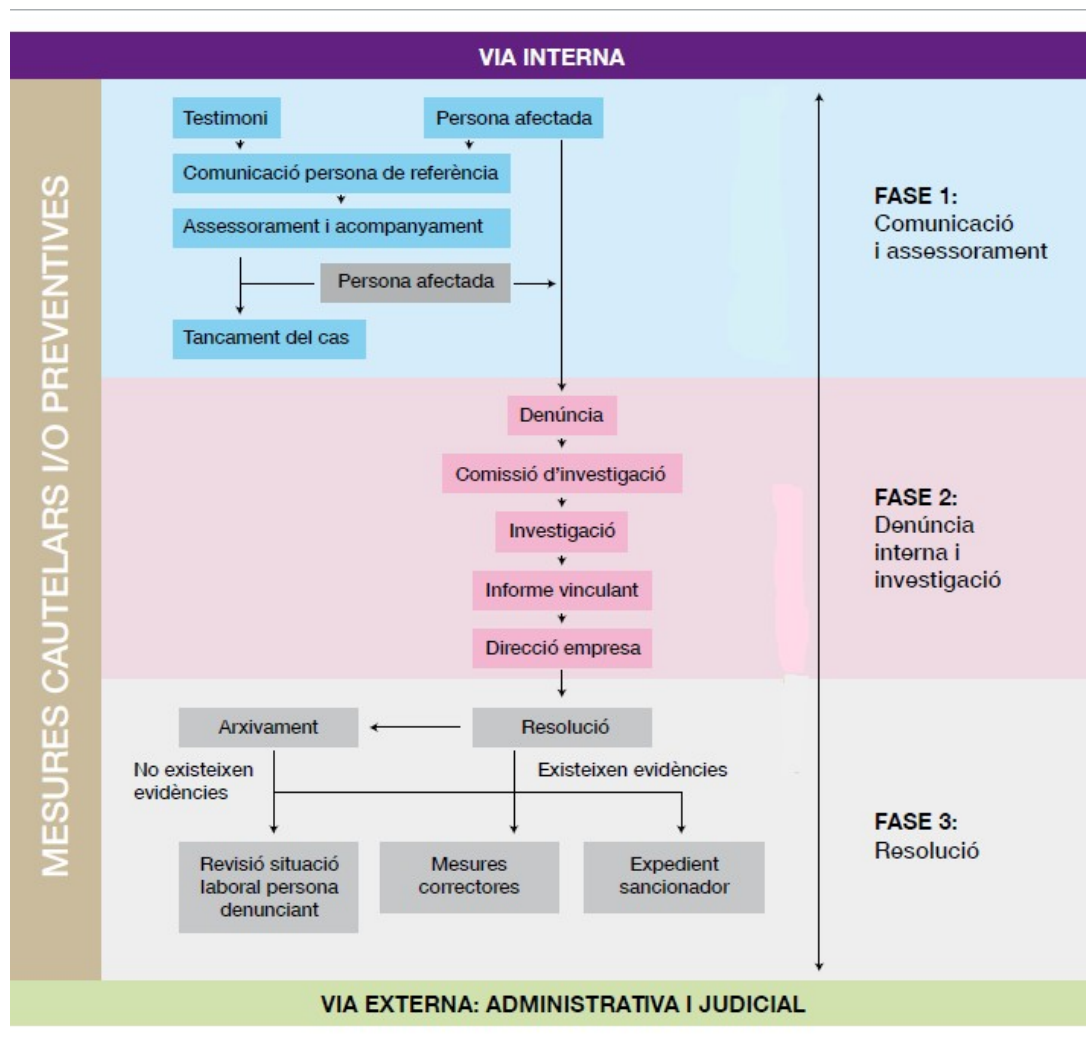 VIA INTERNA
MESURES CAUTELARS I/O PREVENTIVES
Testimoni
Persona afectada
Comunicació persona de referència
Assessorament i acompanyament
Persona afectada
Tancament del cas
FASE 1:
Comunicació
i assessorament
Denúncia
Comissió d'investigació
Investigació
Informe vinculant
Direcció empresa
FASE 2:
Denúncia
interna i
investigació
Arxivament
Resolució
No existeixen
evidències
Existeixen evidències
Revisió situació
laboral persona
denunciant
Mesures
correctores
Expedient
sancionador
FASE 3:
Resolució
VIA EXTERNA: ADMINISTRATIVA I JUDICIAL